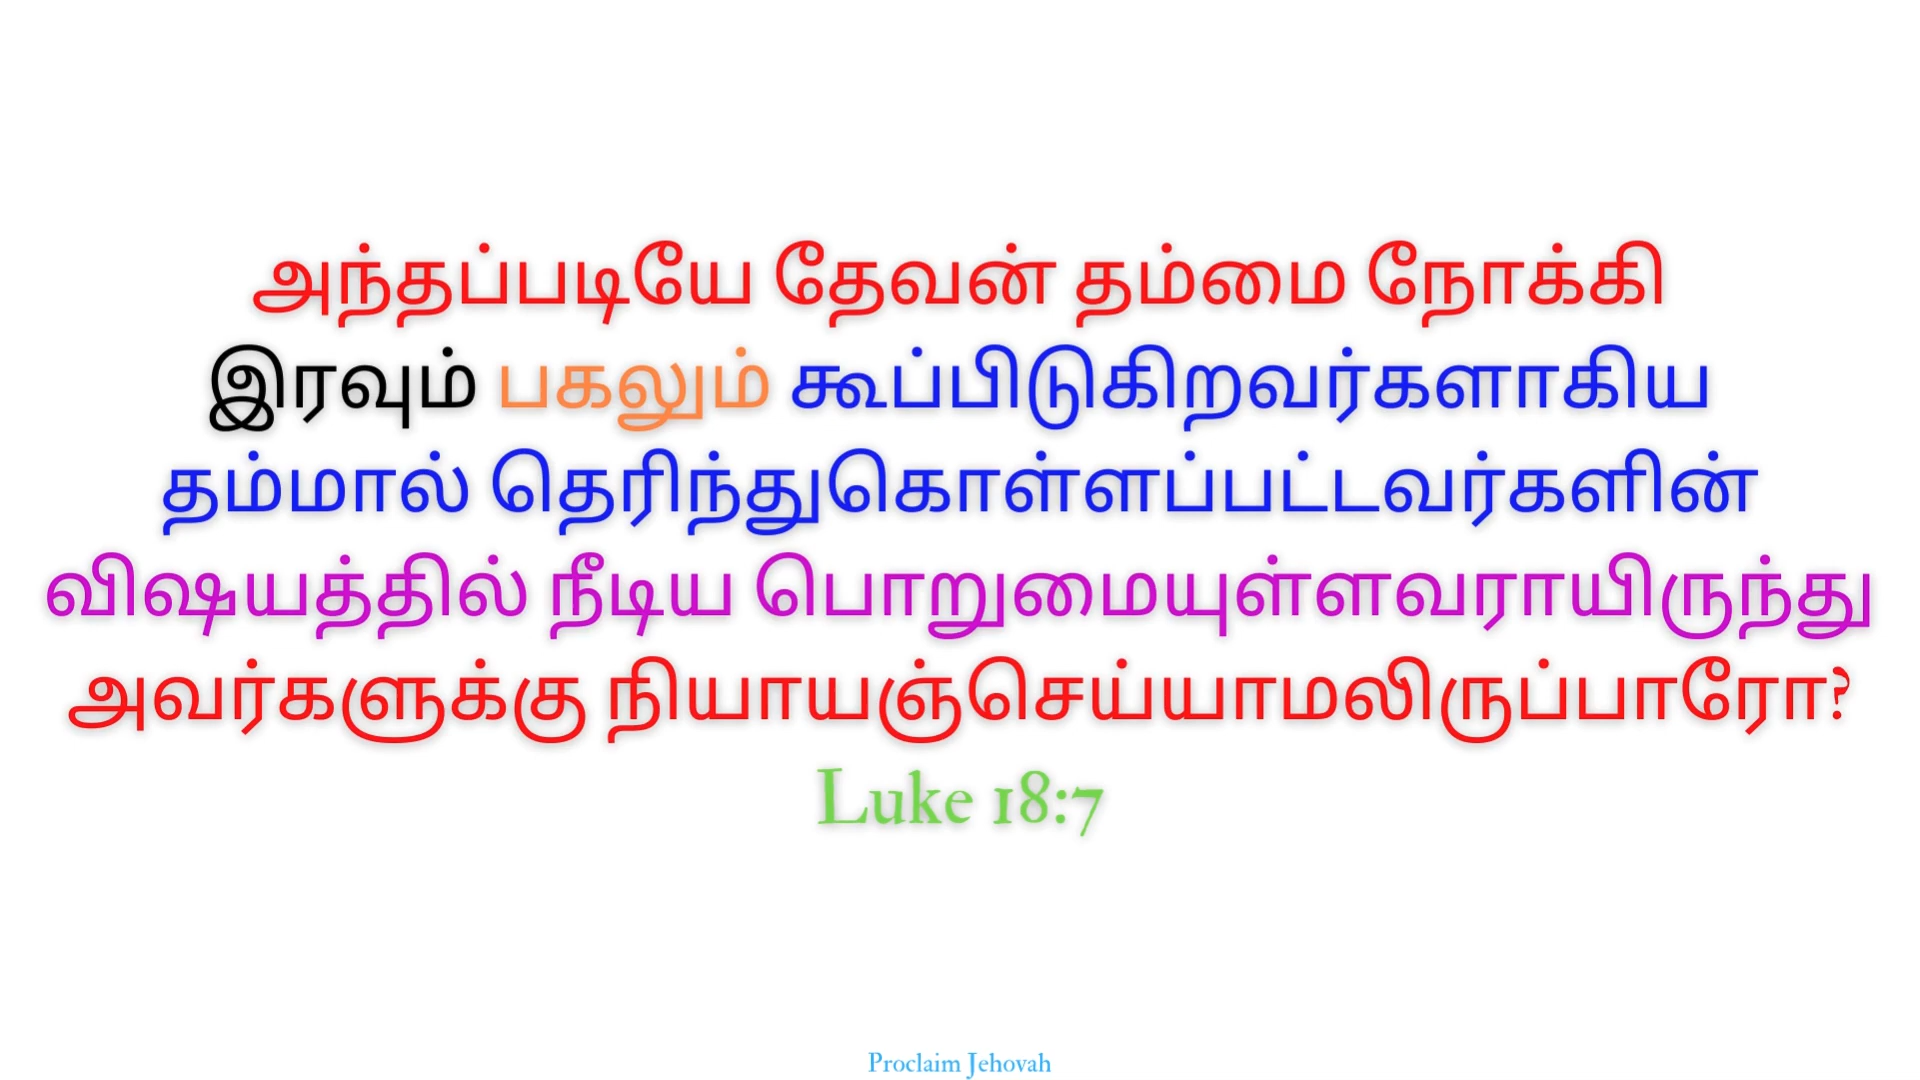 அந்தப்படியே தேவன் தம்மை நோக்கி
இரவும் பகலும் கூப்பிடுகிறவர்களாகிய
தம்மால் தெரிந்துகொள்ளப்பட்டவர்களின்
விஷயத்தில் நீடிய பொறுமையுள்ளவராயிருந்து
அவர்களுக்கு நியாயஞ்செய்யாமலிருப்பாரோ?
Luke 18:7
Proclaim Jehovah